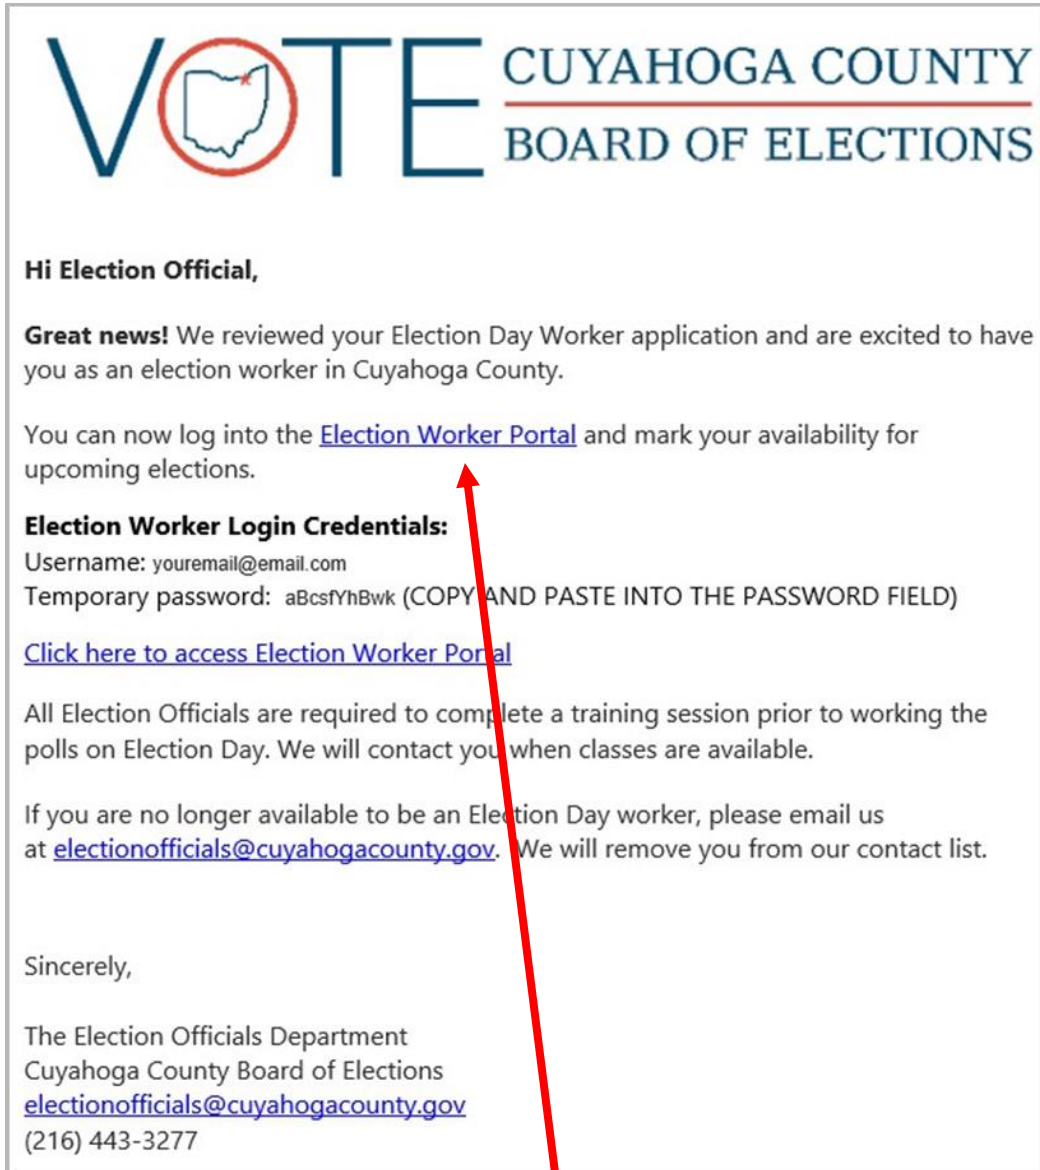 VOTE CUYAHOGA COUNTY
BOARD OF ELECTIONS
Hi Election Official,
Great news! We reviewed your Election Day Worker application and are excited to have
you as an election worker in Cuyahoga County.
You can now log into the Election Worker Portal and mark your availability for
upcoming elections.
Election Worker Login Credentials:
Username: youremail@email.com
Temporary password: aBcsfYhBwk (COPY AND PASTE INTO THE PASSWORD FIELD)
Click here to access Election Worker Portal
All Election Officials are required to complete a training session prior to working the
polls on Election Day. We will contact you when classes are available.
If you are no longer available to be an Election Day worker, please email us
at electionofficials@cuyahogacounty.gov. We will remove you from our contact list.
Sincerely,
The Election Officials Department
Cuyahoga County Board of Elections
electionofficials@cuyahogacounty.gov
(216) 443-3277